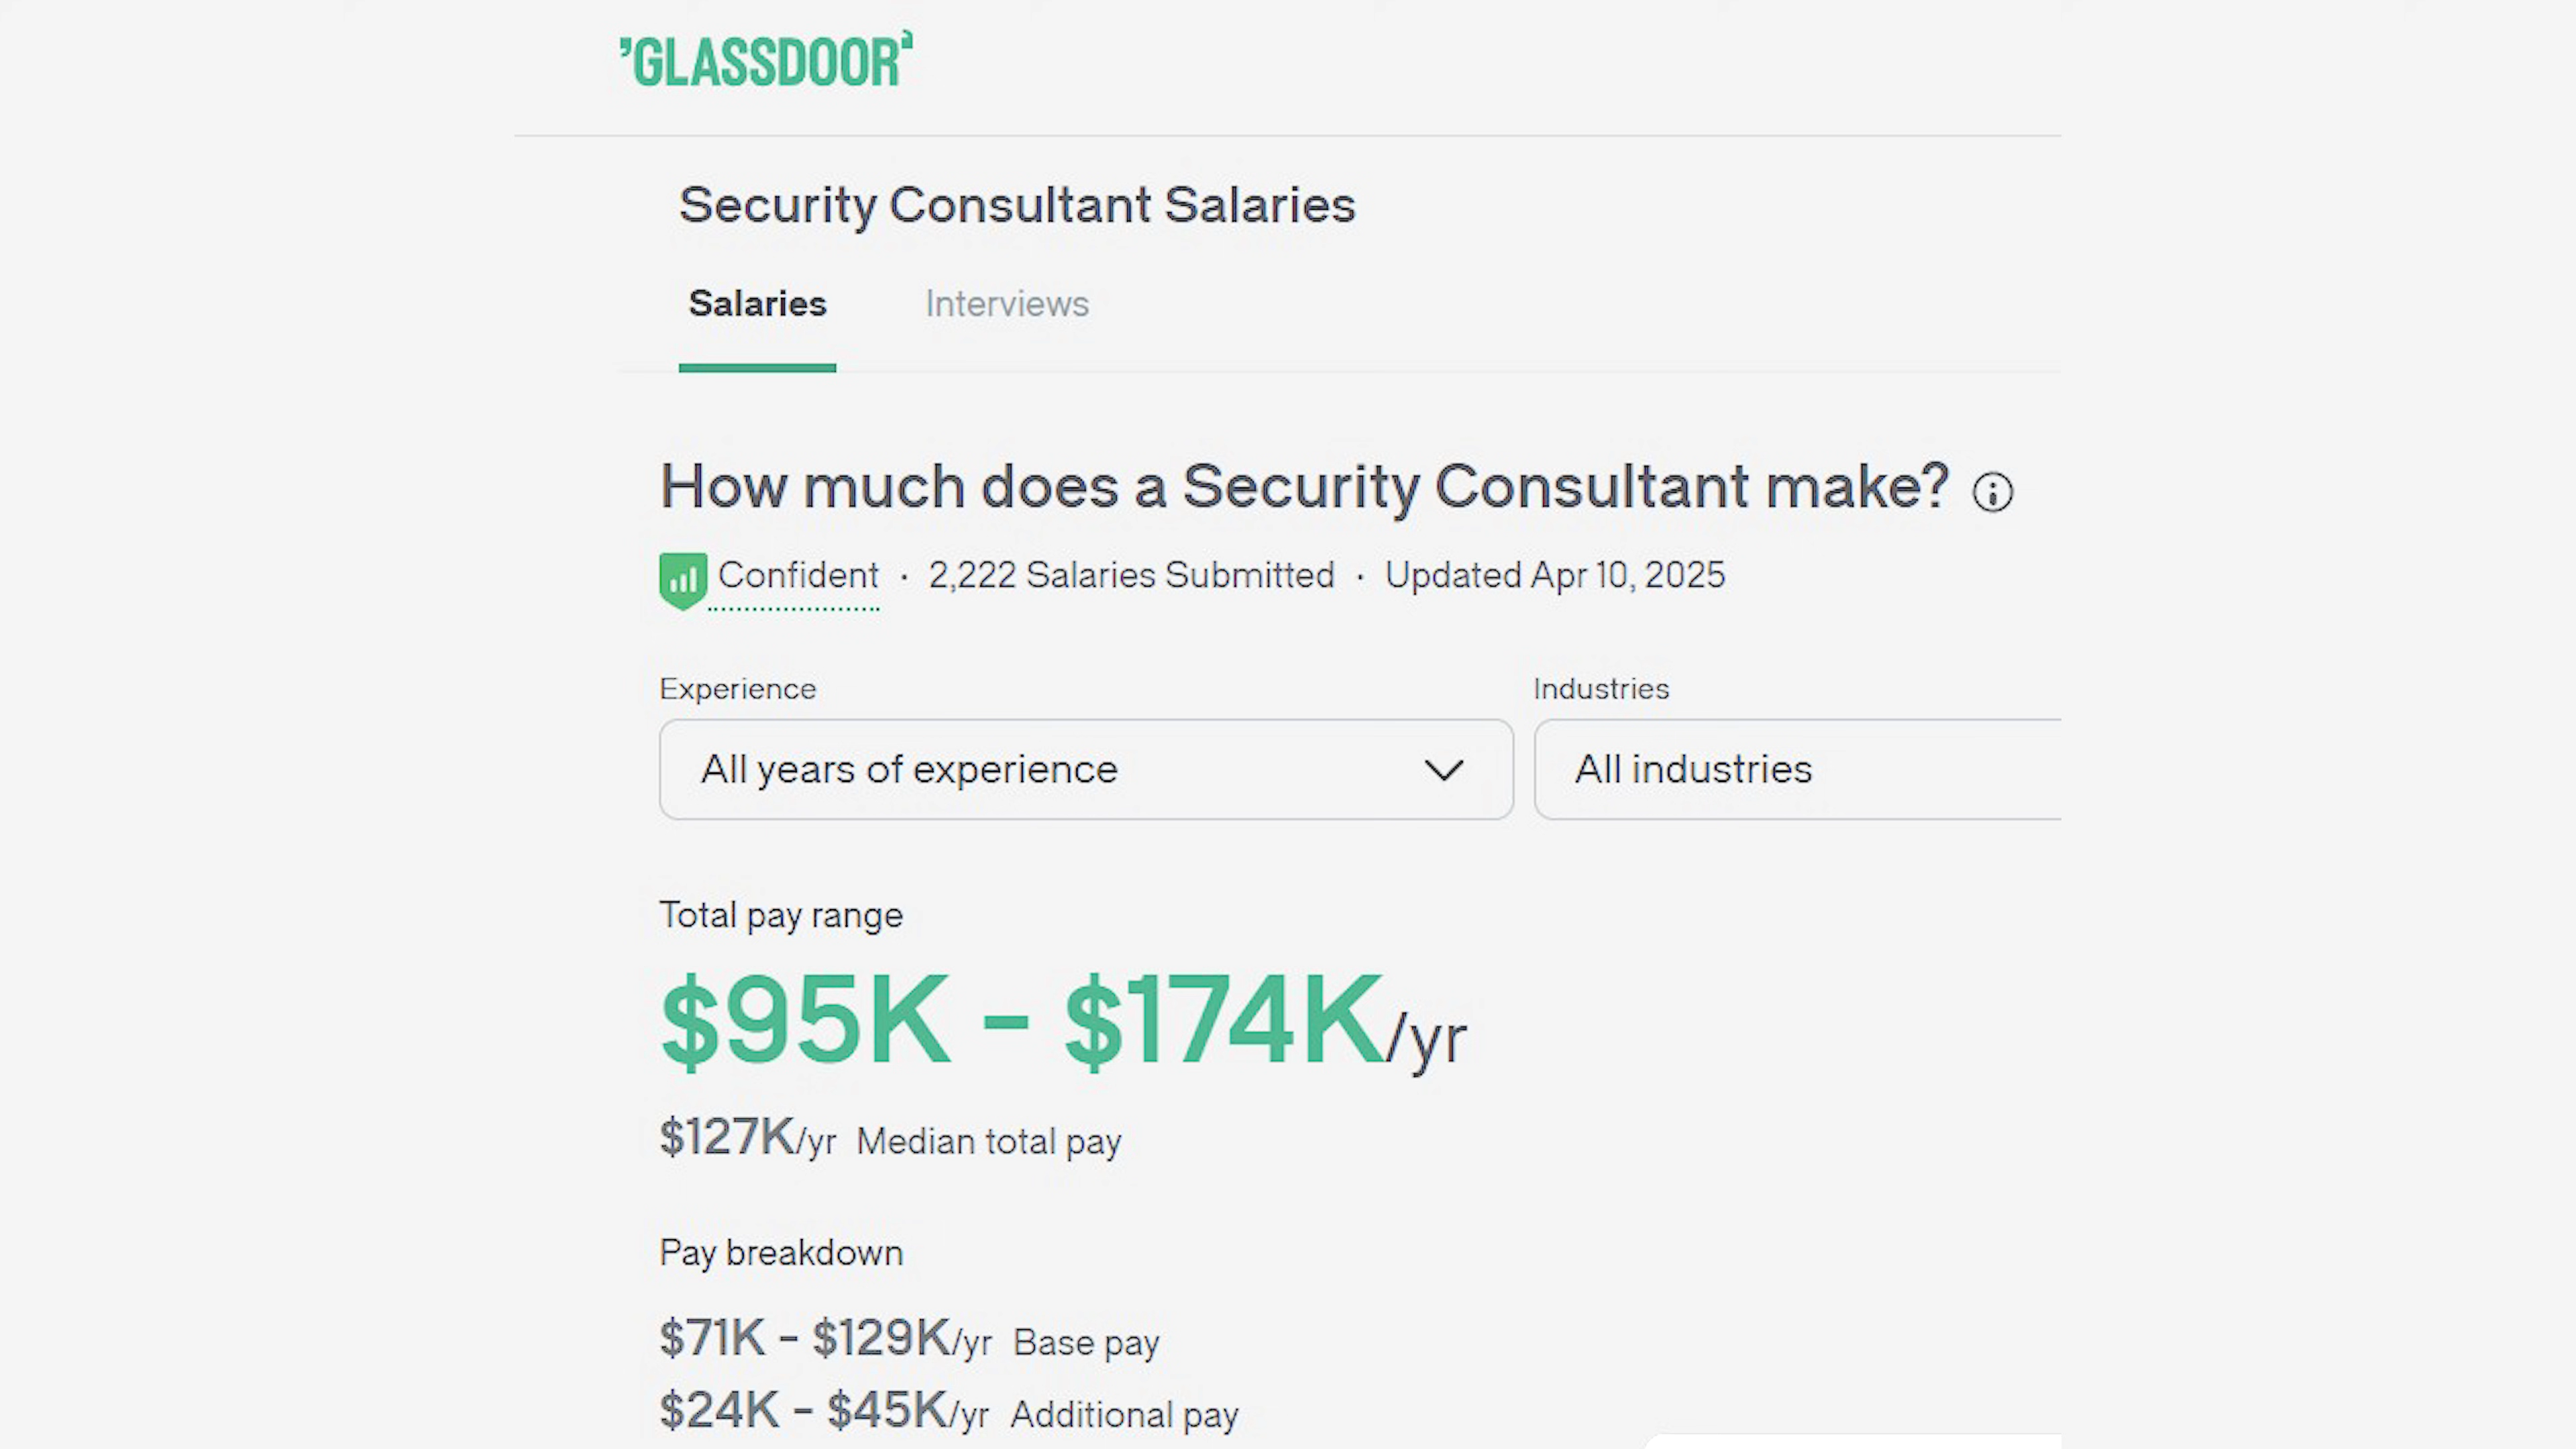 GLASSDOOR
Security Consultant Salaries
Salaries Interviews
How much does a Security Consultant make?
Confident · 2,222 Salaries Submitted · Updated Apr 10, 2025
Experience Industries
All years of experience All industries
Total pay range
$95K - $174K/yr
$127K/yr Median total pay
Pay breakdown
$71K - $129K/yr Base pay
$24K - $45K/yr Additional pay